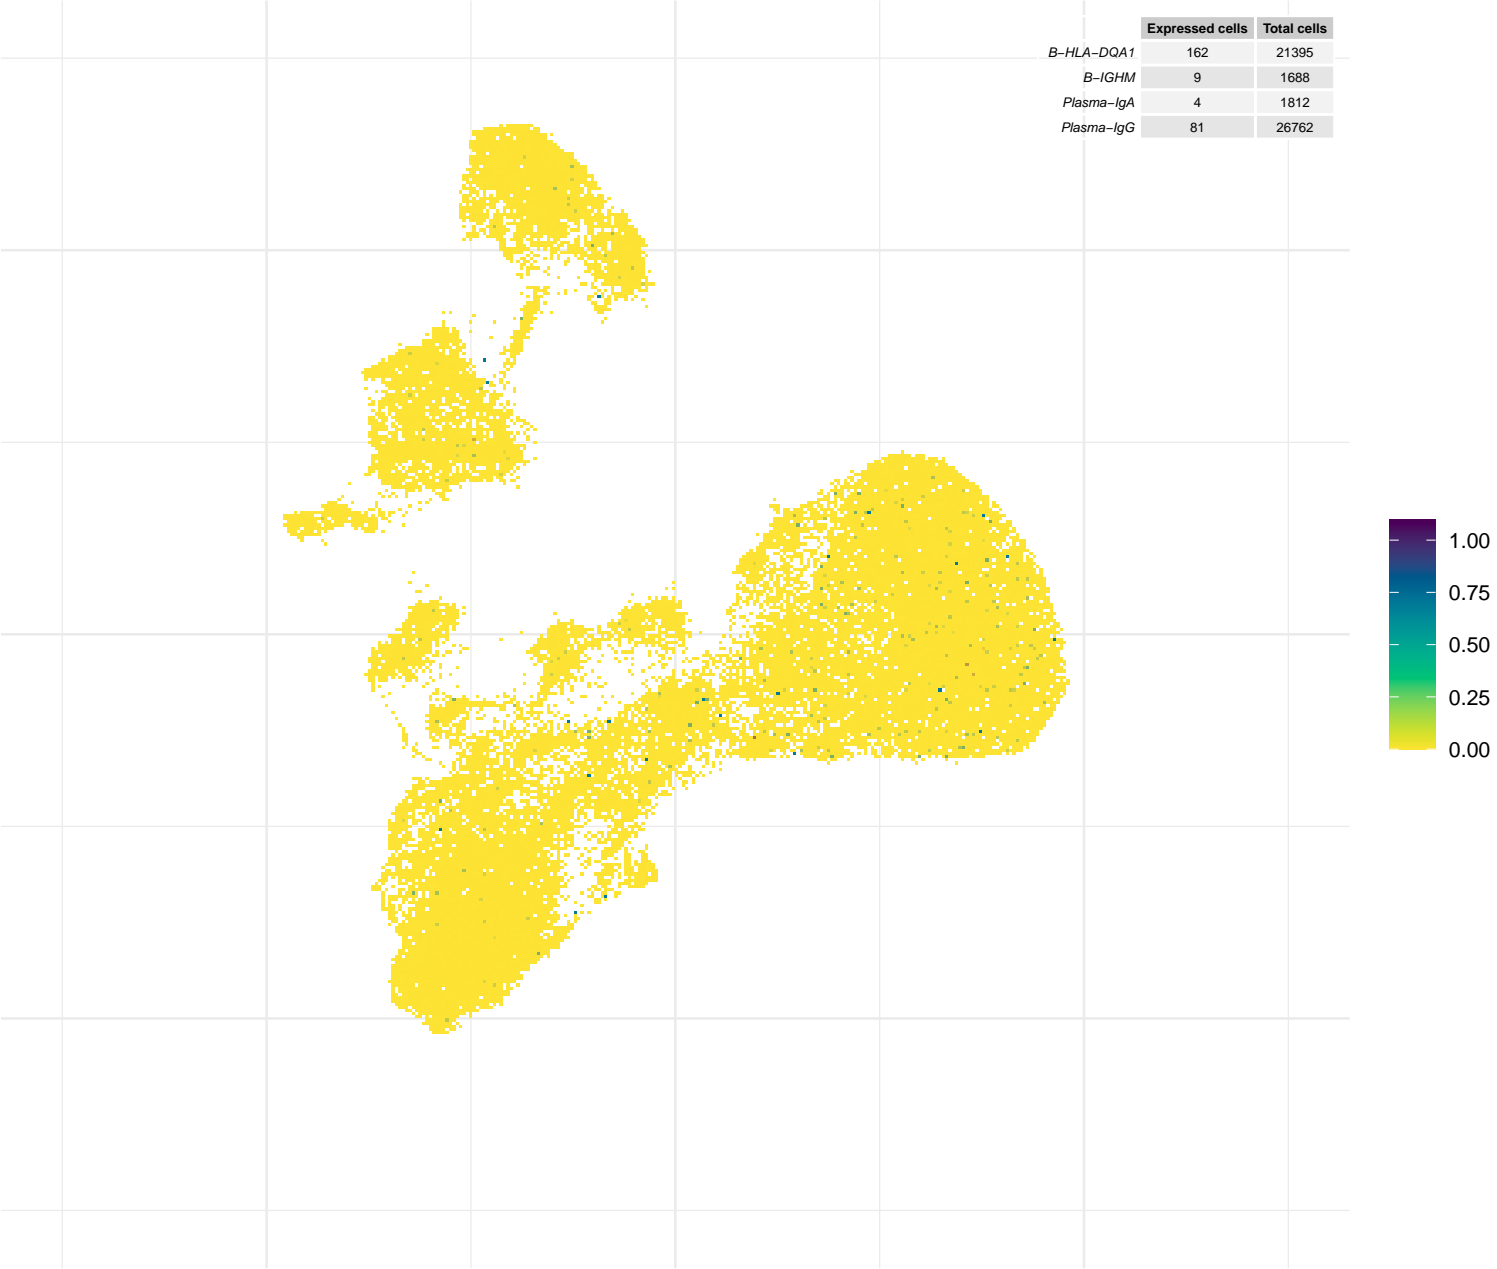 Expressed cells Total cells
B−HLA−DQA1 162 21395
B−IGHM 9 1688
Plasma−IgA 4 1812
Plasma−IgG 81 26762
1.00
0.75
0.50
0.25
0.00